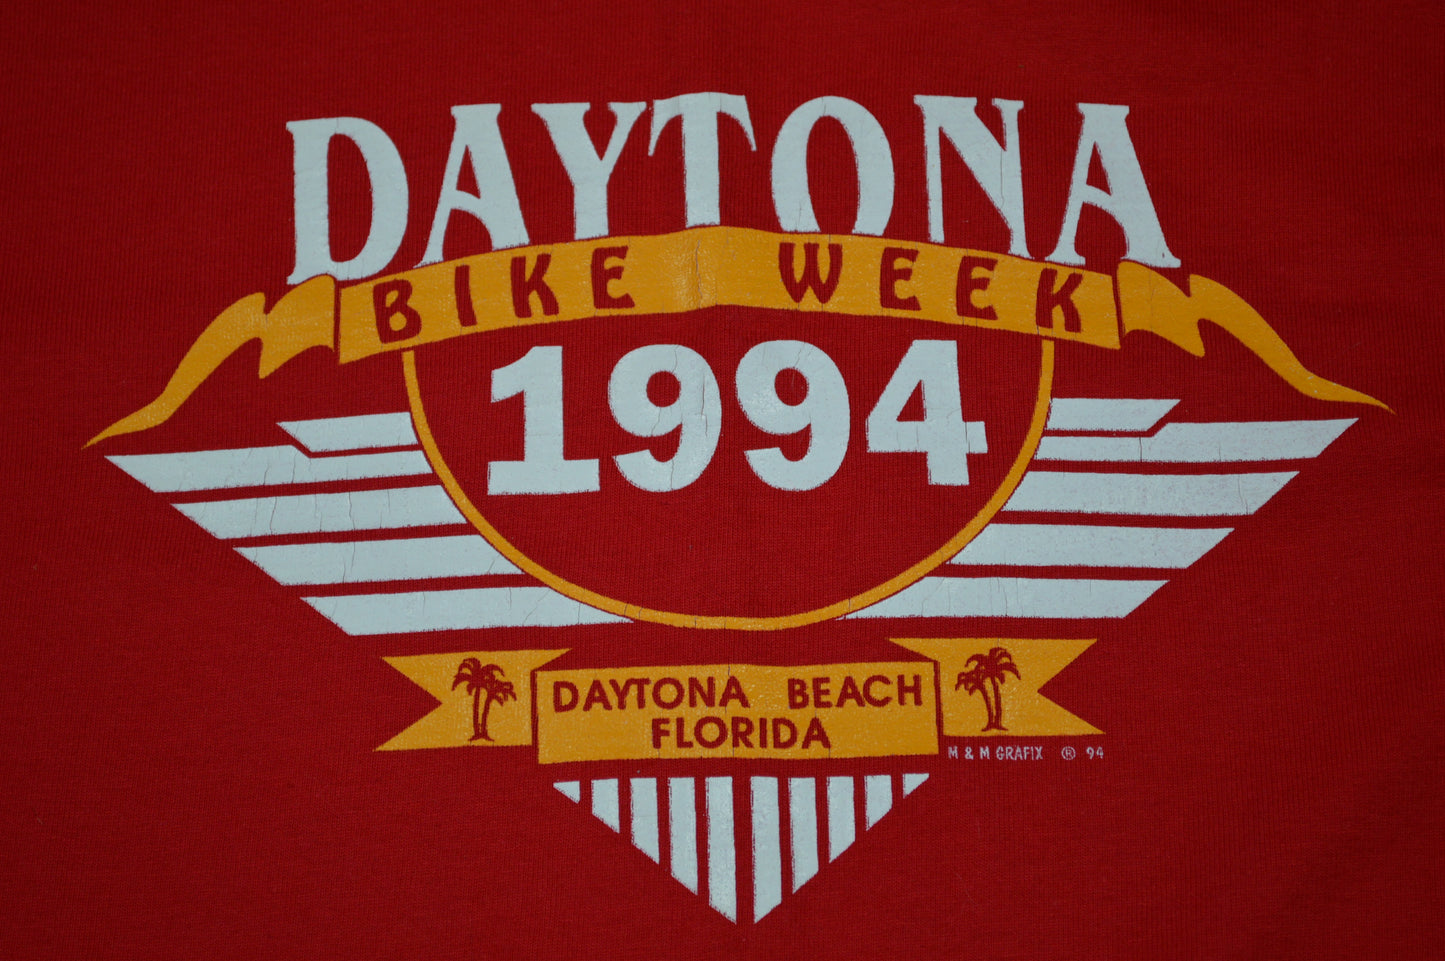 DAYTONA
BIKE WEEK
1994
DAYTONA BEACH
FLORIDA
M & M GRAFIX ® 94